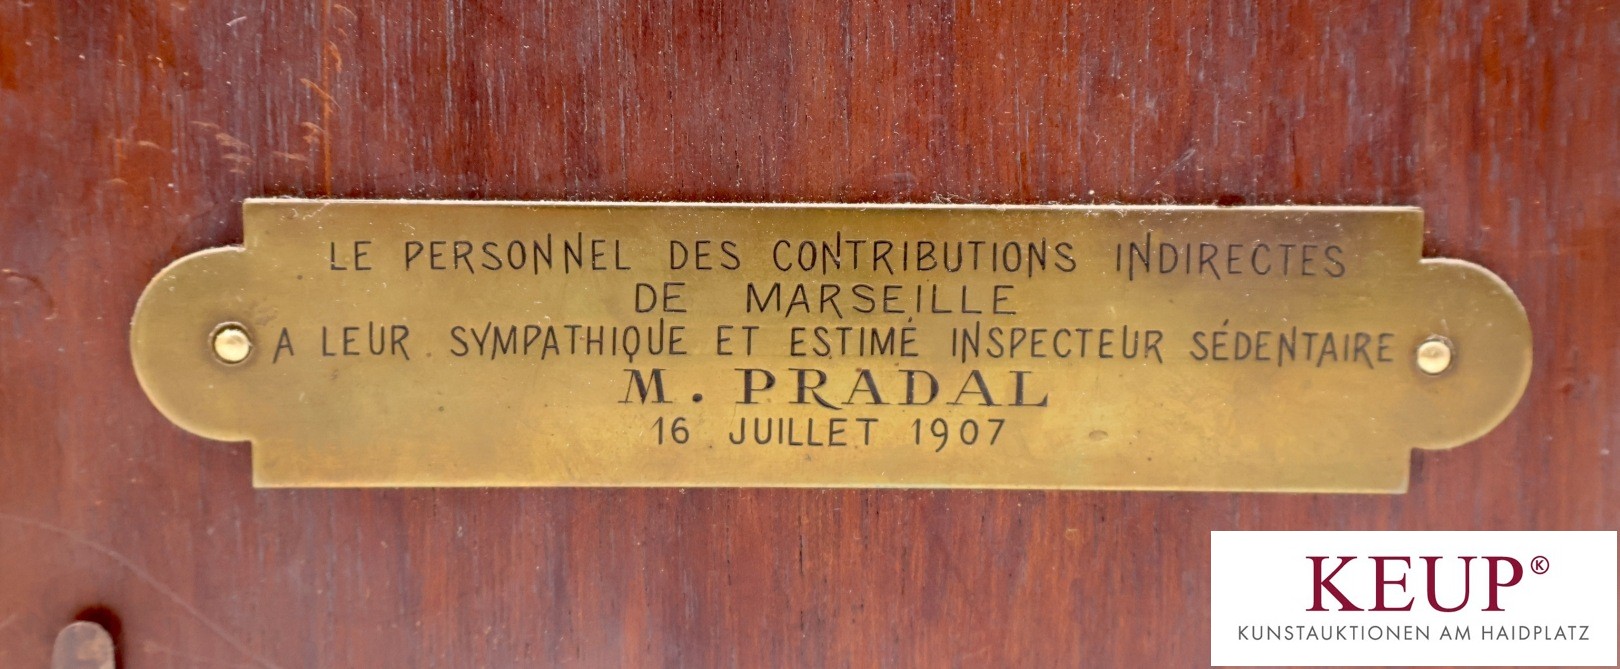 LE PERSONNEL DES CONTRIBUTIONS INDIRECTES
DE MARSEILLE
A LEUR SYMPATHIQUE ET ESTIMÉ INSPECTEUR SÉDENTAIRE
M. PRADAL
16 JUILLET 1907
KEUP®
KUNSTAUKTIONEN AM HAIDPLATZ